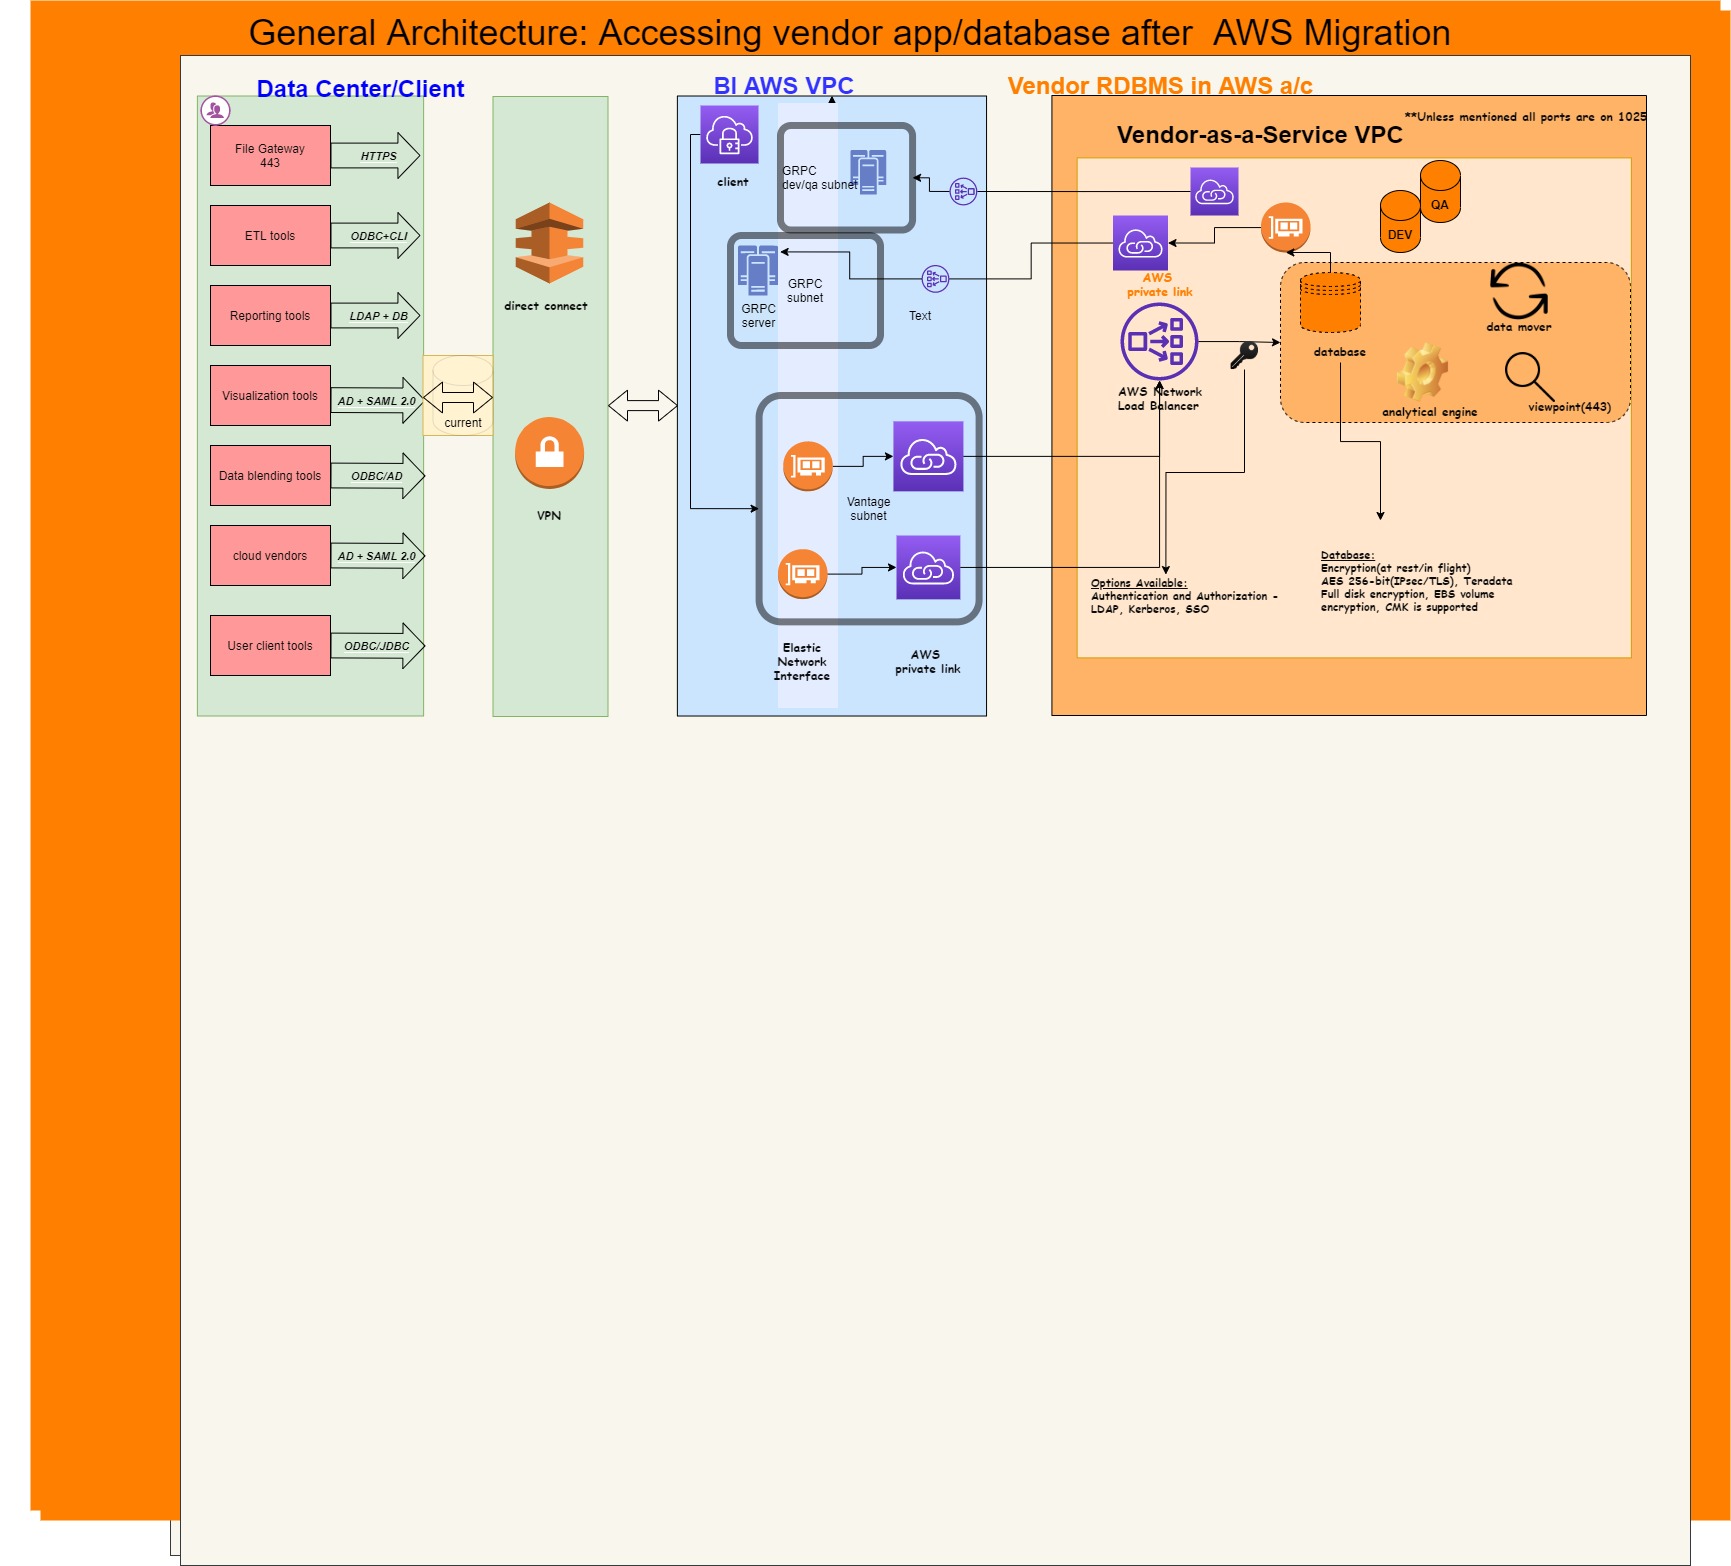 General Architecture: Accessing vendor app/database after  AWS Migration
Data Center/Client
File Gateway
443
HTTPS
ETL tools
ODBC+CLI
Reporting tools
LDAP + DB
Visualization tools
AD + SAML 2.0
Data blending tools
ODBC/AD
cloud vendors
AD + SAML 2.0
User client tools
ODBC/JDBC
current
direct connect
VPN
BI AWS VPC
client
GRPC
dev/qa subnet
GRPC
subnet
GRPC
server
Text
Vantage
subnet
Elastic
Network
Interface
AWS
private link
Vendor RDBMS in AWS a/c
**Unless mentioned all ports are on 1025
Vendor-as-a-Service VPC
QA
DEV
AWS
private link
AWS Network
Load Balancer
database
data mover
analytical engine
viewpoint(443)
Options Available:
Authentication and Authorization -
LDAP, Kerberos, SSO
Database:
Encryption(at rest/in flight)
AES 256-bit(IPsec/TLS), Teradata
Full disk encryption, EBS volume
encryption, CMK is supported